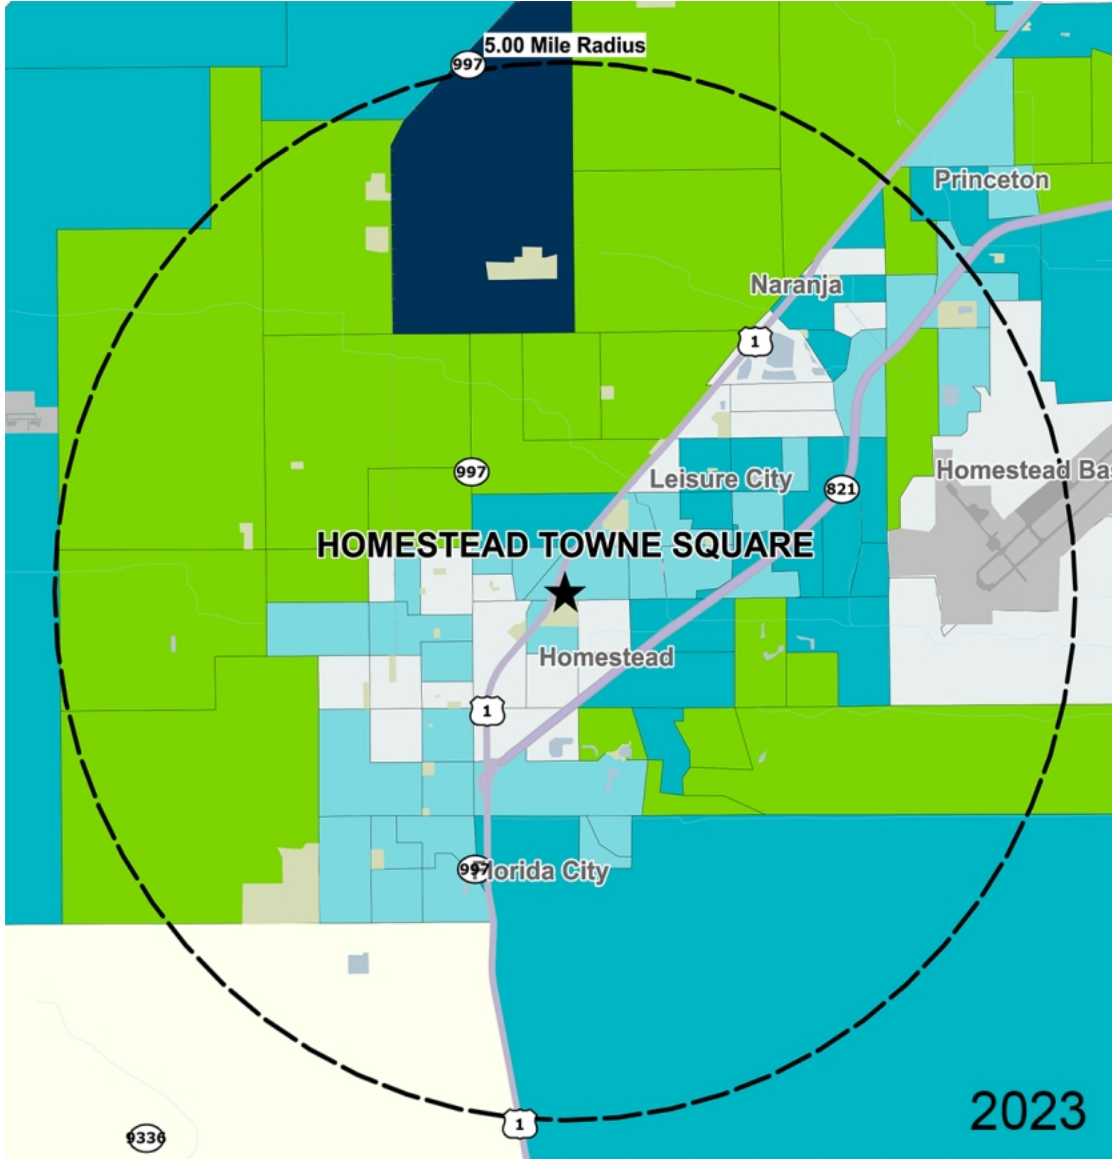 5.00 Mile Radius
997
Princeton
Naranja
1
997
Leisure City
821
Homestead Bas
HOMESTEAD TOWNE SQUARE
Homestead
1
997
Florida City
2023
1
9336